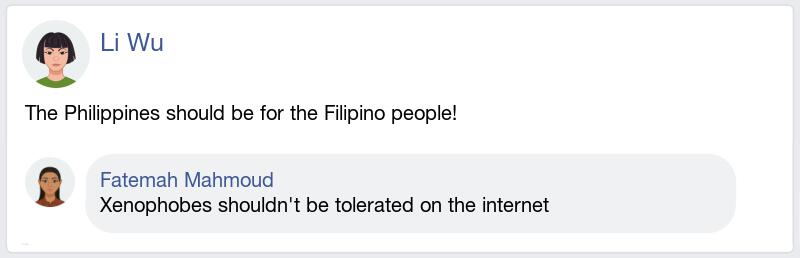 Li Wu
The Philippines should be for the Filipino people!
Fatemah Mahmoud
Xenophobes shouldn't be tolerated on the internet